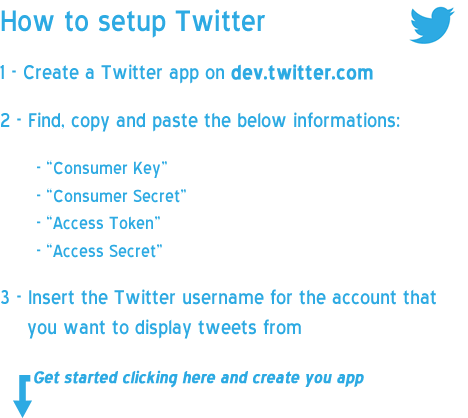 How to setup Twitter
1 - Create a Twitter app on dev.twitter.com
2 - Find, copy and paste the below informations:
- "Consumer Key"
- "Consumer Secret"
- "Access Token"
- "Access Secret"
3 - Insert the Twitter username for the account that
you want to display tweets from
Get started clicking here and create you app